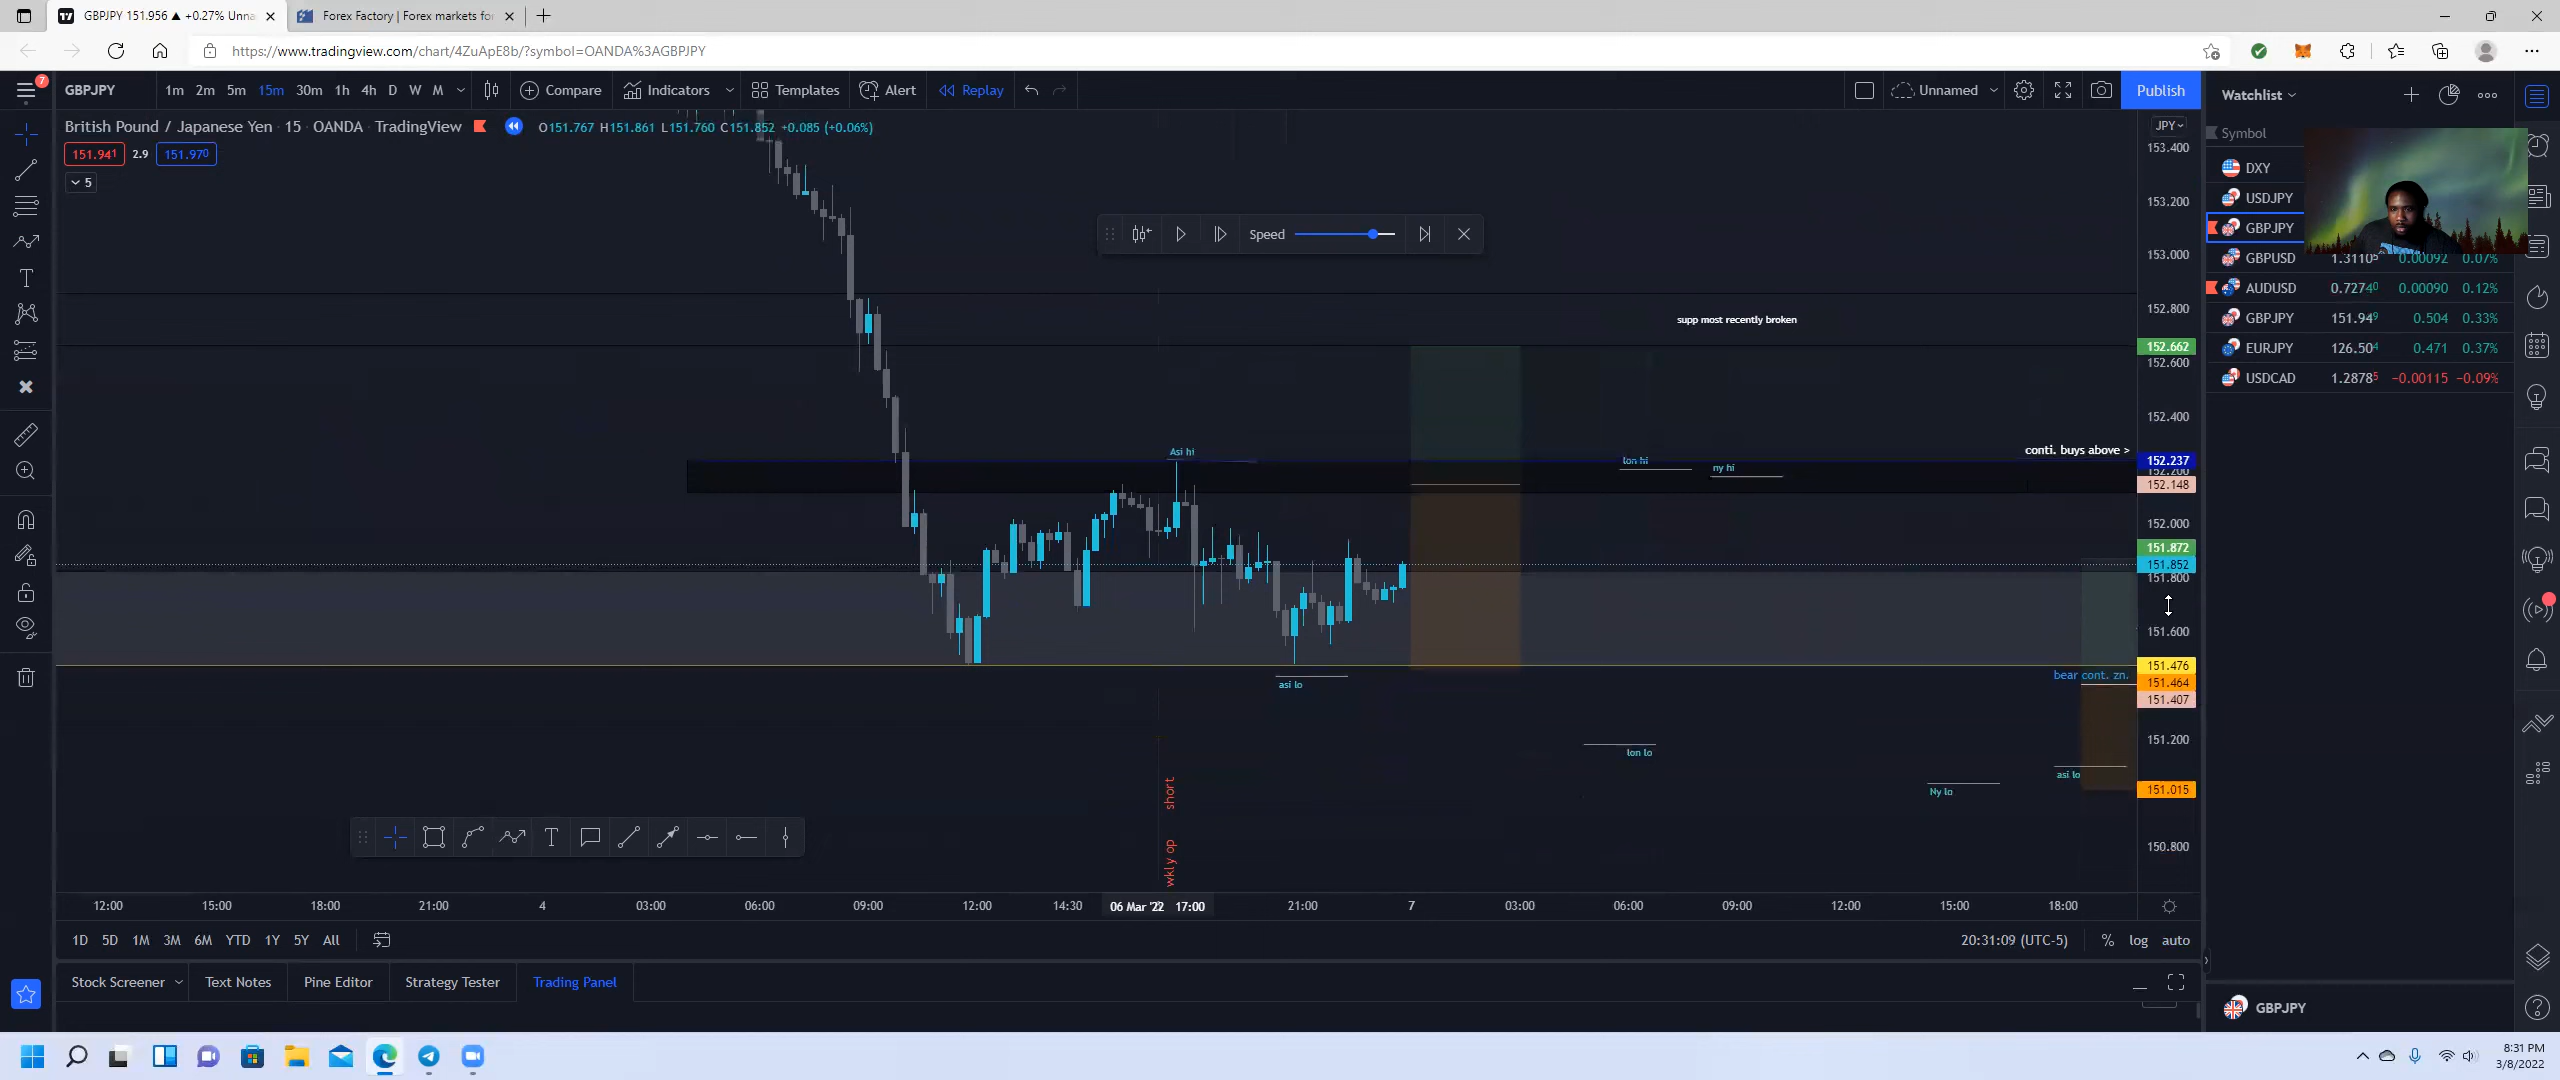 GBPJPY 151.956 ▲ +0.27% Unna
Forex Factory | Forex markets for
https://www.tradingview.com/chart/4ZuApE8b/?symbol=OANDA%3AGBPJPY
7
GBPJPY 1m 2m 5m 15m 30m 1h 4h D W M Compare Indicators Templates Alert Replay Unnamed Publish
British Pound / Japanese Yen · 15 · OANDA · TradingView O151.767 H151.861 L151.760 C151.852 +0.085 (+0.06%)
151.941 2.9 151.970
5
Speed
supp most recently broken
Asi hi
lon hi
ny hi
conti. buys above >
asi lo
bear cont. zn.
lon lo
asi lo
Ny lo
wkly op short
JPY
153.400
153.200
153.000
152.800
152.662
152.600
152.400
152.237
152.200
152.148
152.000
151.872
151.852
151.800
151.600
151.476
151.464
151.407
151.200
151.015
150.800
12:00 15:00 18:00 21:00 4 03:00 06:00 09:00 12:00 14:30 06 Mar '22 17:00 21:00 7 03:00 06:00 09:00 12:00 15:00 18:00
1D 5D 1M 3M 6M YTD 1Y 5Y All 20:31:09 (UTC-5) % log auto
Stock Screener Text Notes Pine Editor Strategy Tester Trading Panel
Watchlist
Symbol
DXY
USDJPY
GBPJPY
GBPUSD 1.31105 0.00092 0.07%
AUDUSD 0.72740 0.00090 0.12%
GBPJPY 151.949 0.504 0.33%
EURJPY 126.504 0.471 0.37%
USDCAD 1.28785 −0.00115 −0.09%
GBPJPY
8:31 PM
3/8/2022